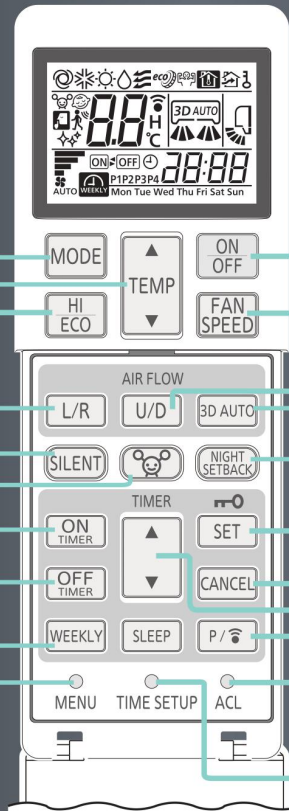 eco
88 H 3D AUTO
°C
ON OFF P1P2P3P4 88:88
AUTO WEEKLY Mon Tue Wed Thu Fri Sat Sun
MODE TEMP ON OFF
HI ECO FAN SPEED
AIR FLOW
L/R U/D 3D AUTO
SILENT NIGHT SETBACK
TIMER
ON TIMER SET
OFF TIMER CANCEL
WEEKLY SLEEP P/
MENU TIME SETUP ACL